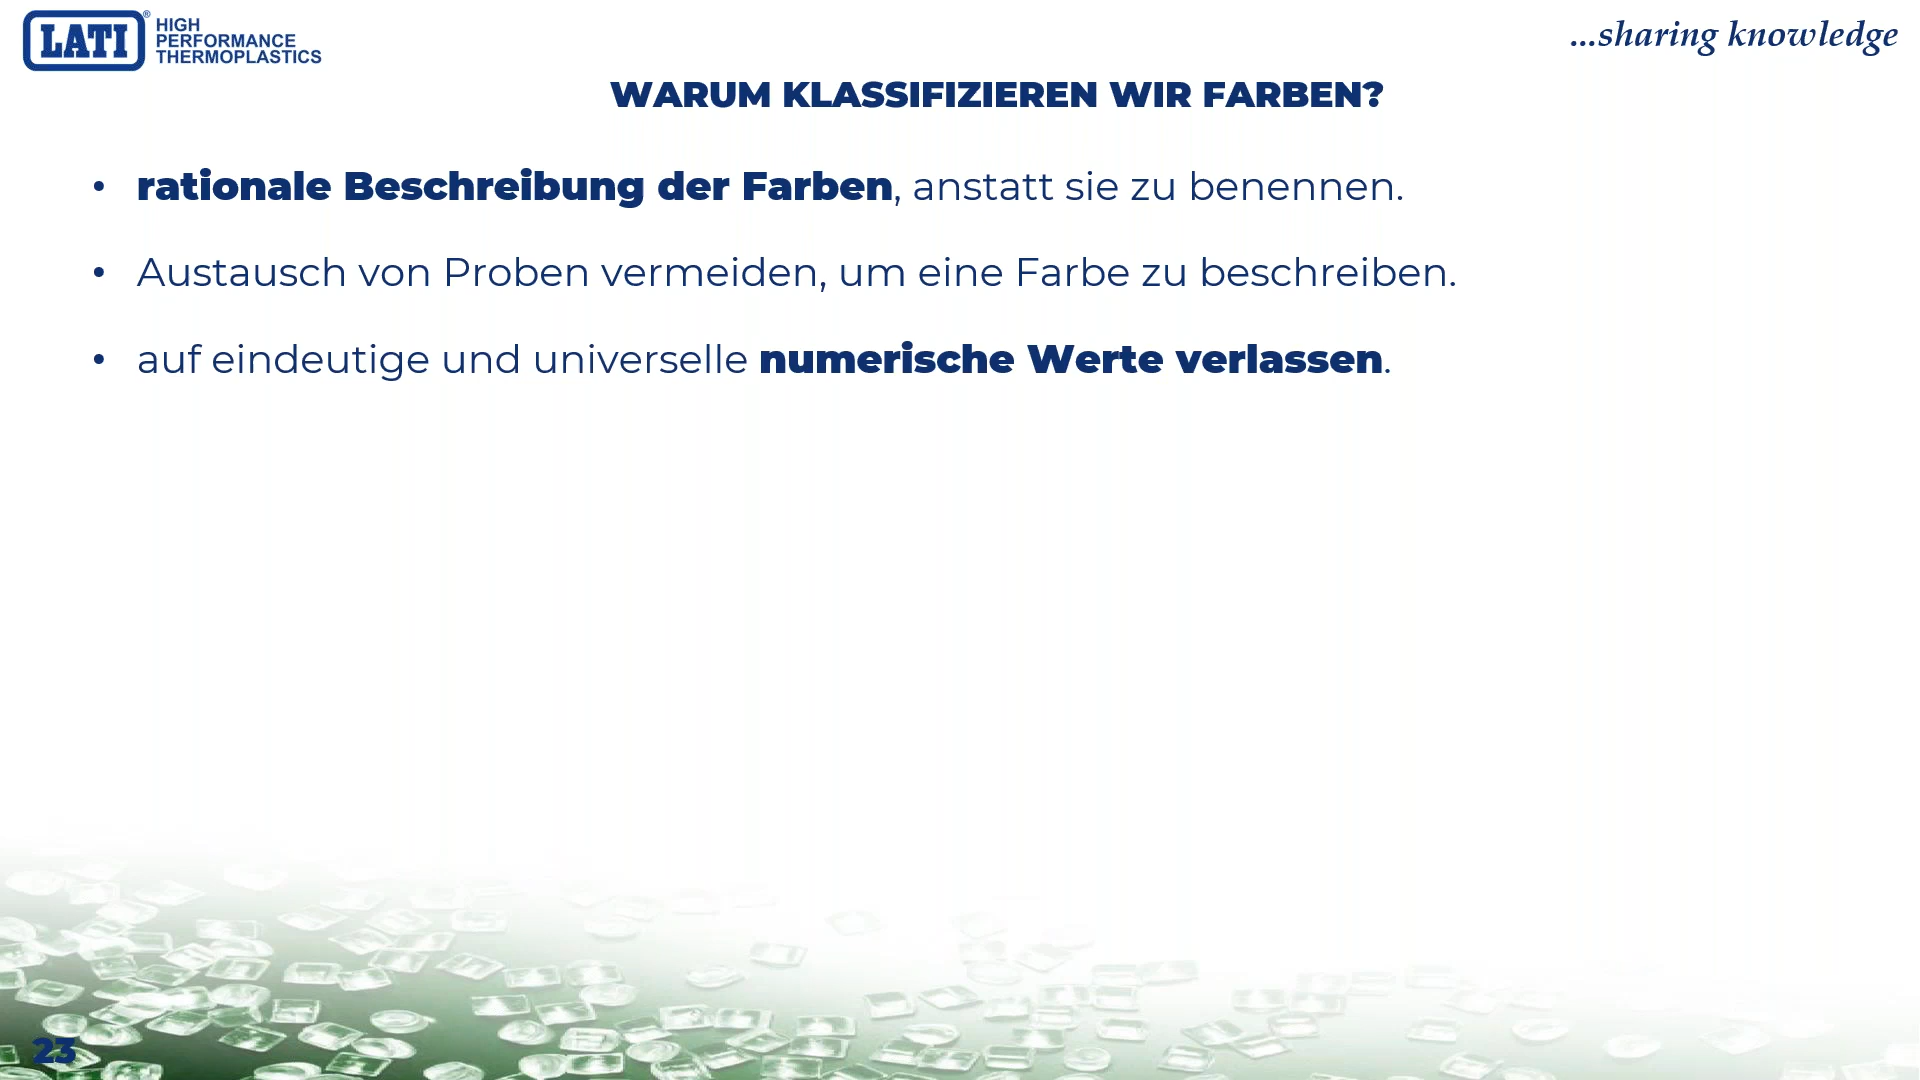 LATI®
HIGH
PERFORMANCE
THERMOPLASTICS
...sharing knowledge
WARUM KLASSIFIZIEREN WIR FARBEN?
• rationale Beschreibung der Farben, anstatt sie zu benennen.
• Austausch von Proben vermeiden, um eine Farbe zu beschreiben.
• auf eindeutige und universelle numerische Werte verlassen.
23